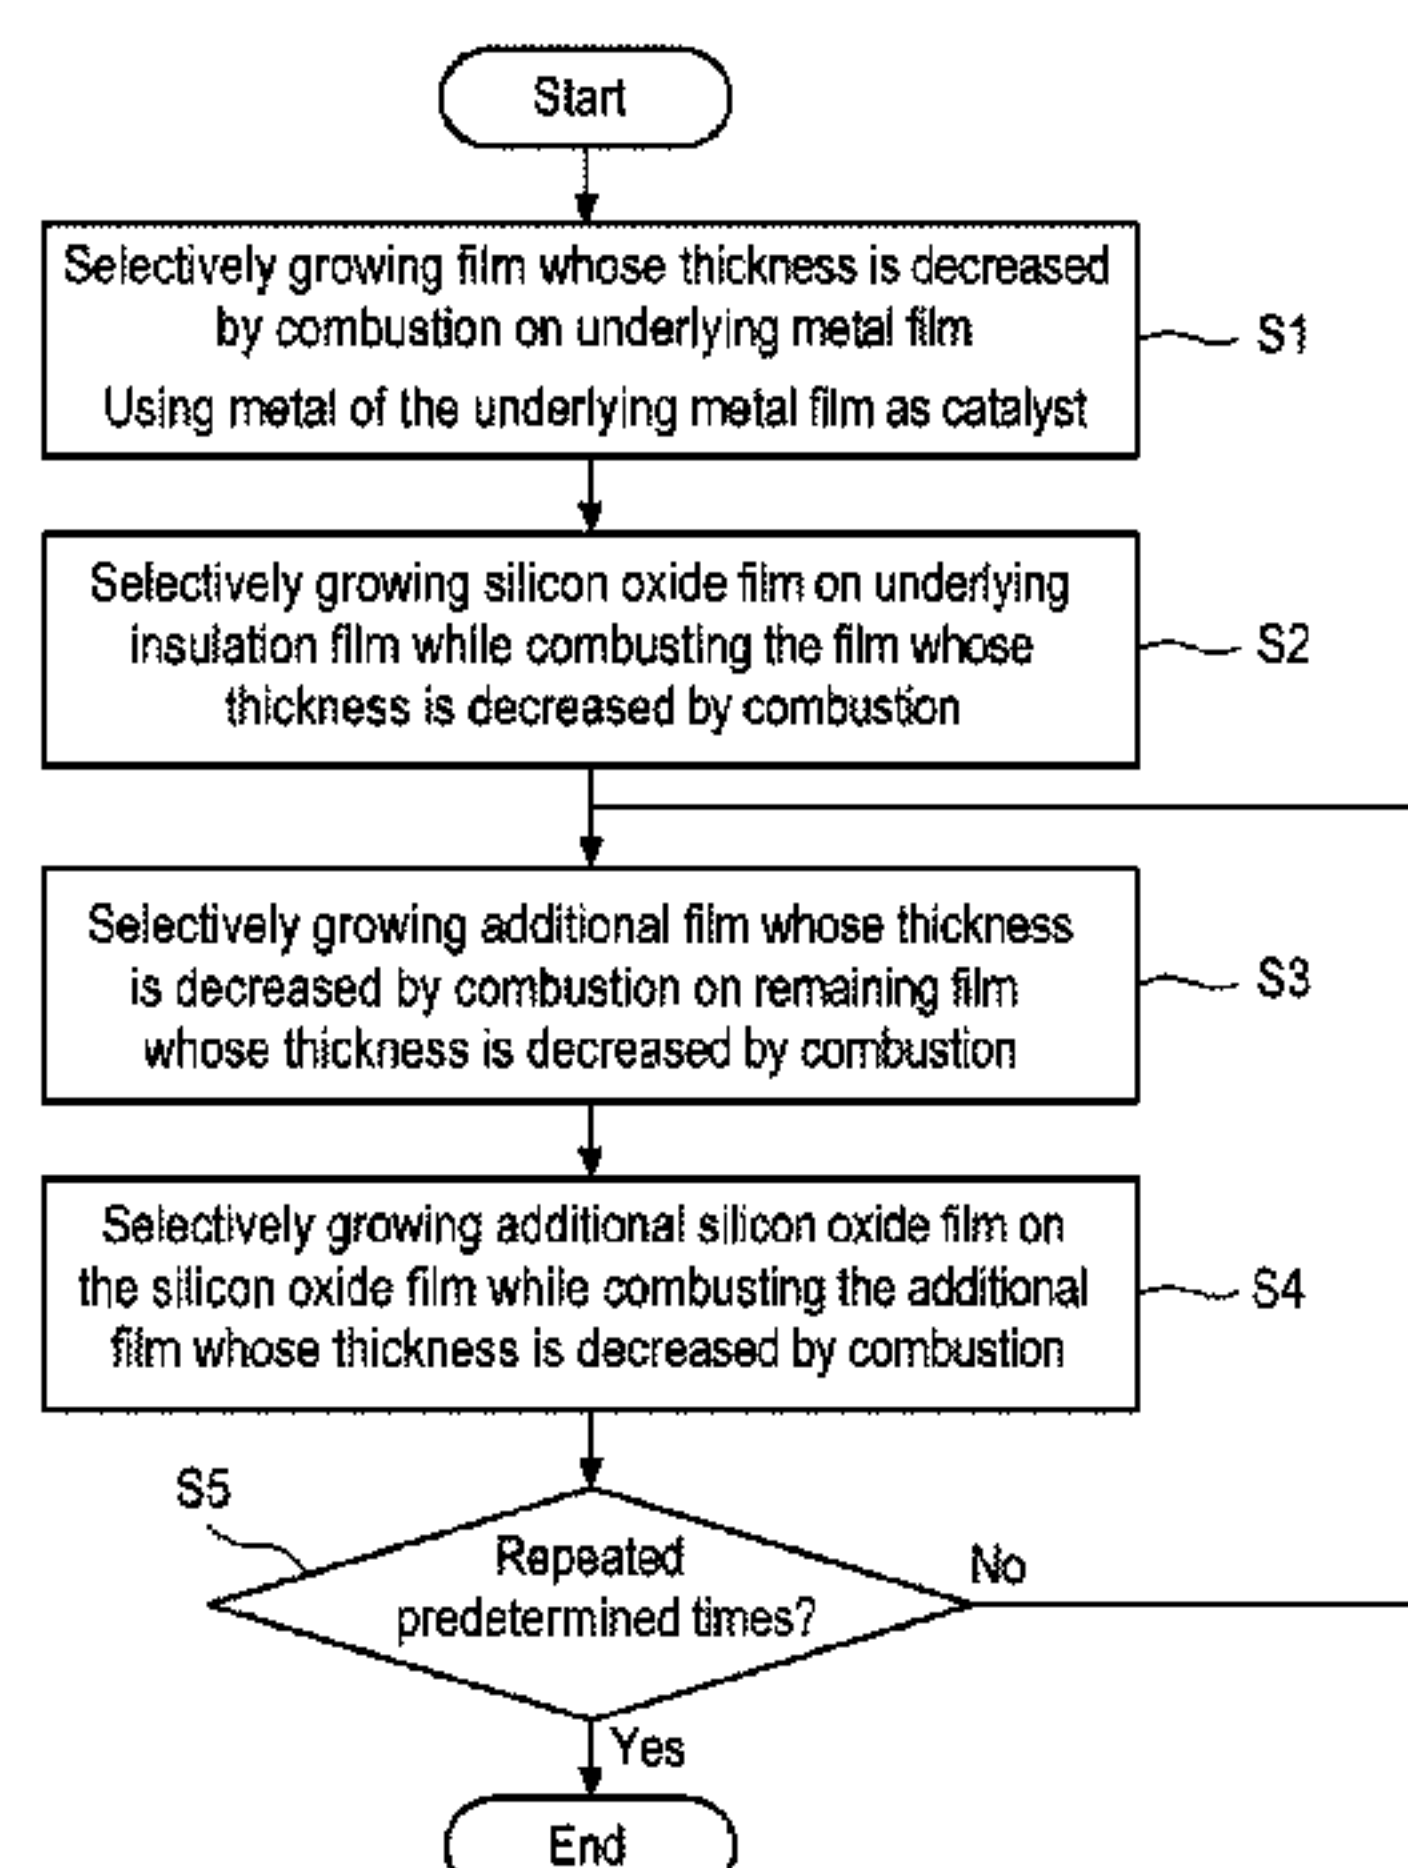 Start
Selectively growing film whose thickness is decreased
by combustion on underlying metal film
Using metal of the underlying metal film as catalyst
S1
Selectively growing silicon oxide film on underlying
insulation film while combusting the film whose
thickness is decreased by combustion
S2
Selectively growing additional film whose thickness
is decreased by combustion on remaining film
whose thickness is decreased by combustion
S3
Selectively growing additional silicon oxide film on
the silicon oxide film while combusting the additional
film whose thickness is decreased by combustion
S4
S5
Repeated
predetermined times?
No
Yes
End